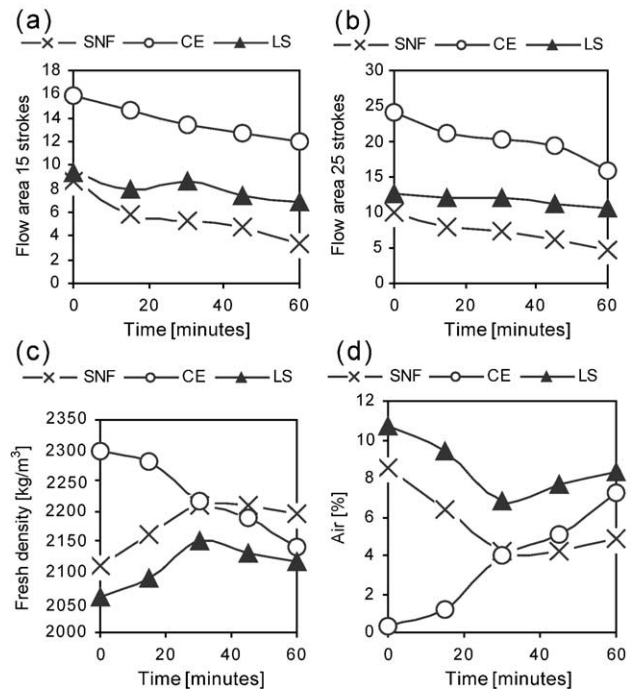 (a)
SNF CE LS
Flow area 15 strokes
18
16
14
12
10
8
6
4
2
0
0 20 40 60
Time [minutes]
(b)
SNF CE LS
Flow area 25 strokes
30
25
20
15
10
5
0
0 20 40 60
Time [minutes]
(c)
SNF CE LS
Fresh density [kg/m³]
2350
2300
2250
2200
2150
2100
2050
2000
0 20 40 60
Time [minutes]
(d)
SNF CE LS
Air [%]
12
10
8
6
4
2
0
0 20 40 60
Time [minutes]